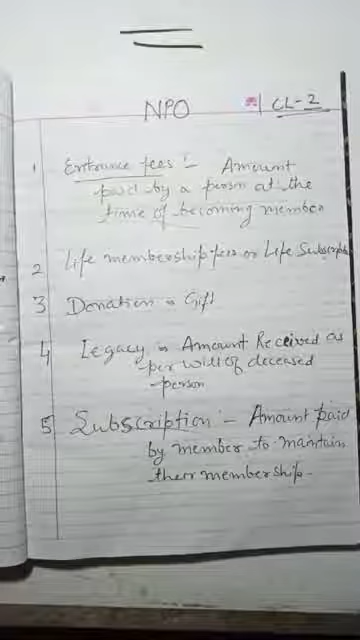 NPO
CL-2
1 Entrance fees :- Amount
paid by a person at the
time of becoming member
2 Life membership fees or Life Subscripti
3 Donation = Gift
4 Legacy = Amount Received as
per will of deceased
person
5 Subscription :- Amount paid
by member to maintain
their membership.